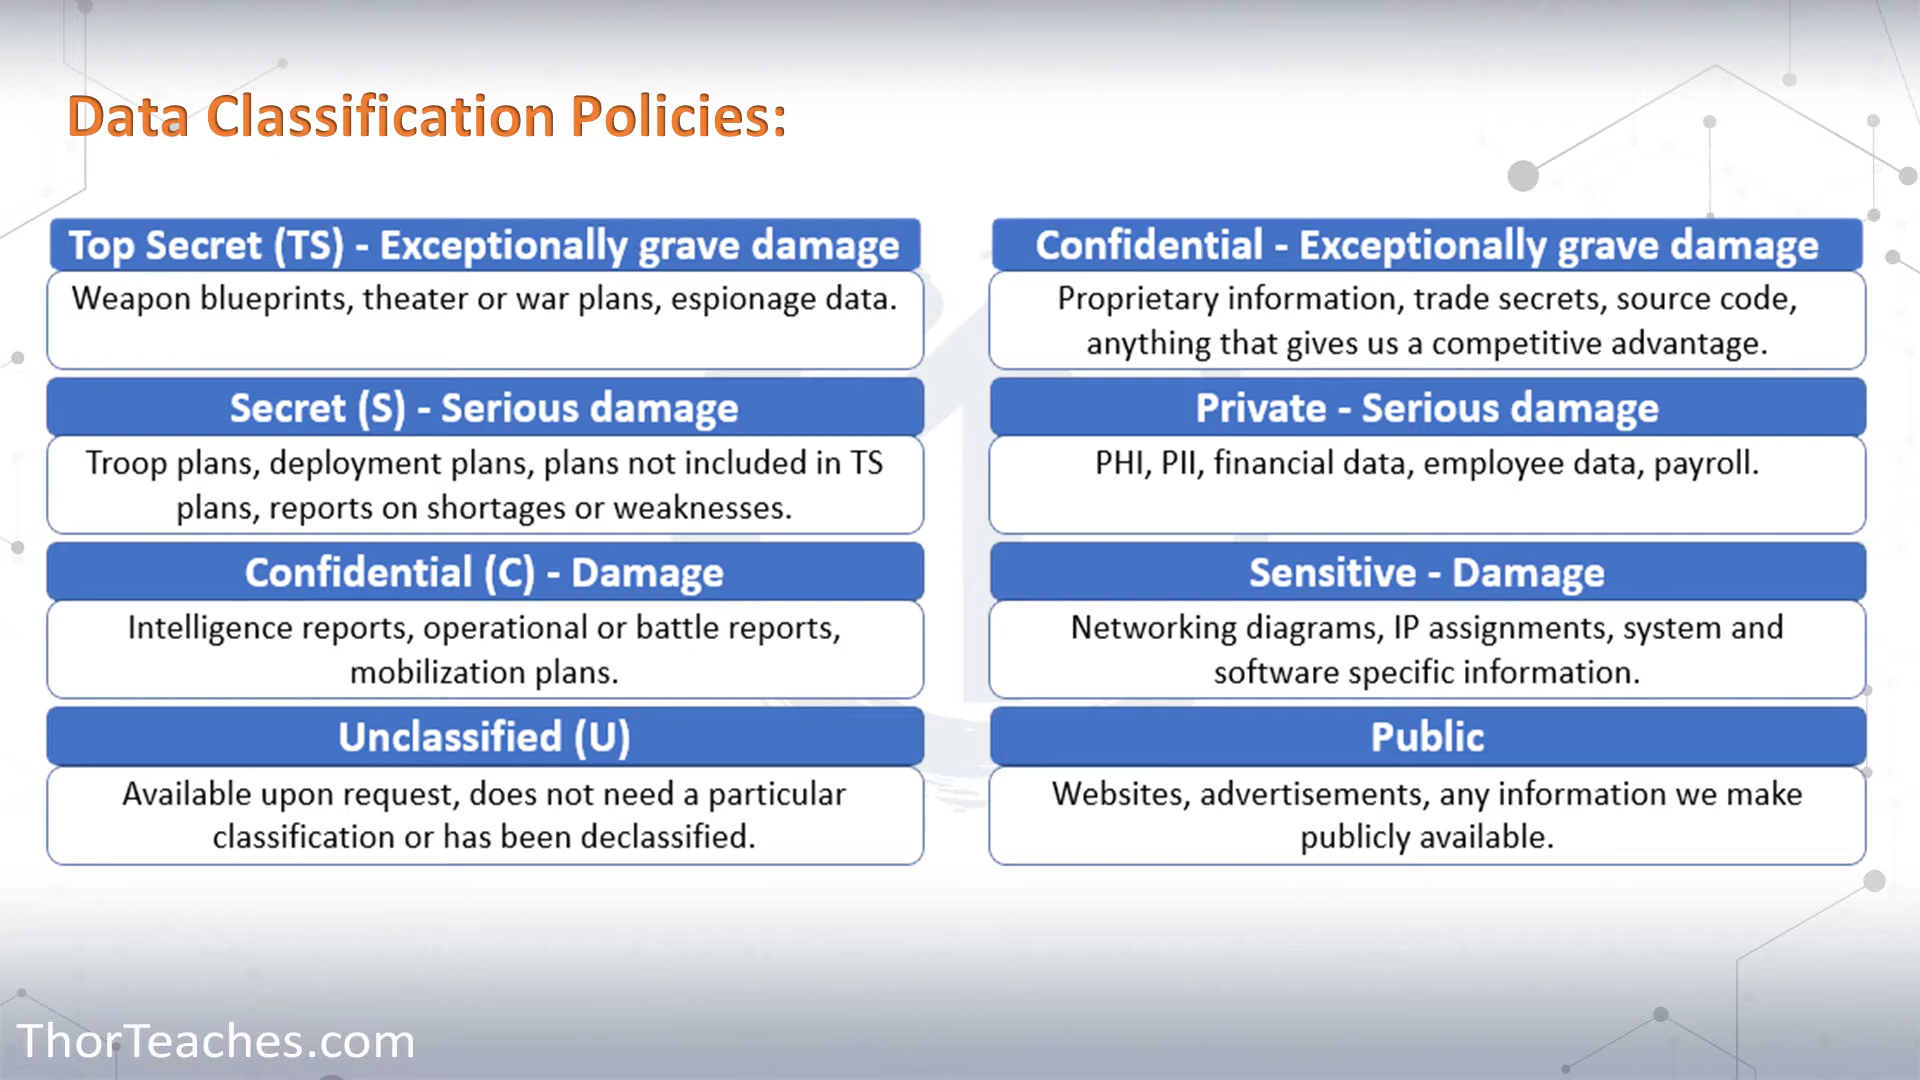 Data Classification Policies:
Top Secret (TS) - Exceptionally grave damage
Weapon blueprints, theater or war plans, espionage data.
Secret (S) - Serious damage
Troop plans, deployment plans, plans not included in TS
plans, reports on shortages or weaknesses.
Confidential (C) - Damage
Intelligence reports, operational or battle reports,
mobilization plans.
Unclassified (U)
Available upon request, does not need a particular
classification or has been declassified.
Confidential - Exceptionally grave damage
Proprietary information, trade secrets, source code,
anything that gives us a competitive advantage.
Private - Serious damage
PHI, PII, financial data, employee data, payroll.
Sensitive - Damage
Networking diagrams, IP assignments, system and
software specific information.
Public
Websites, advertisements, any information we make
publicly available.
ThorTeaches.com